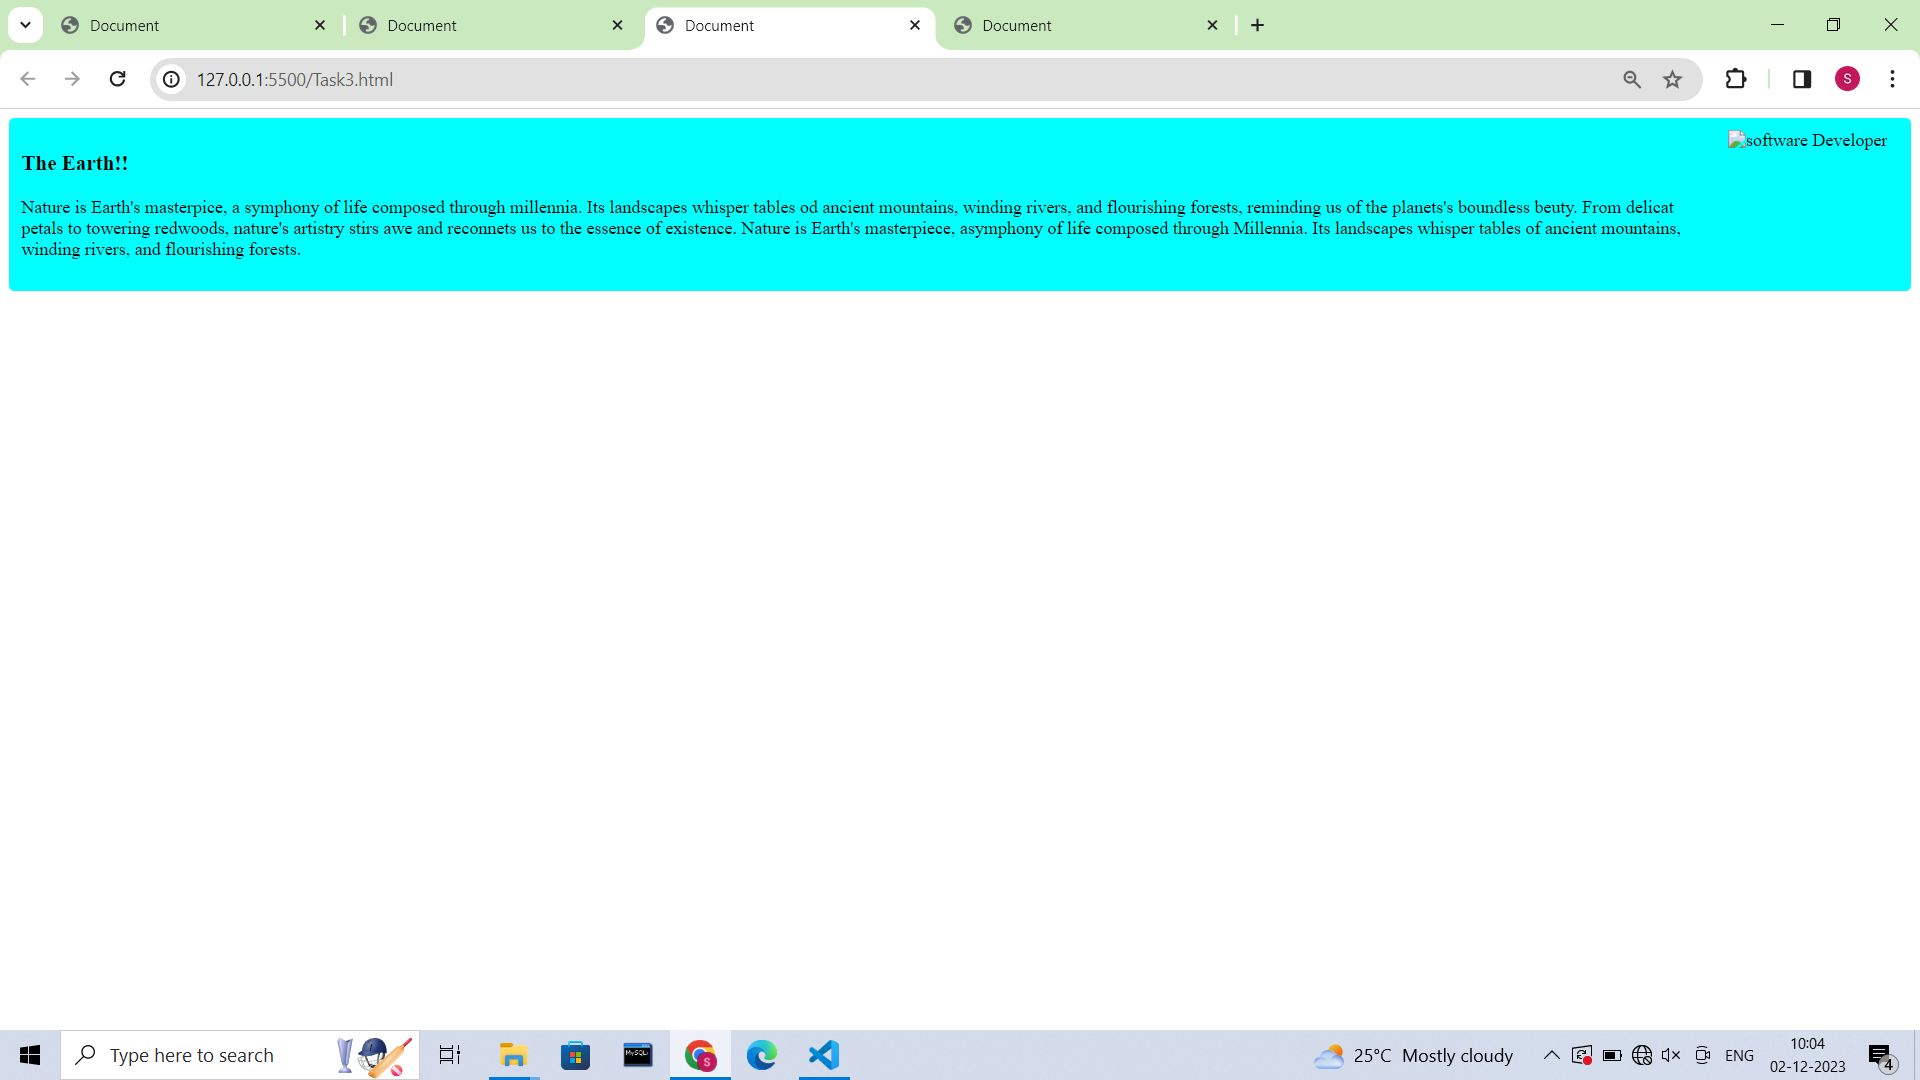 Document
Document
Document
Document
127.0.0.1:5500/Task3.html
S
software Developer
The Earth!!
Nature is Earth's masterpice, a symphony of life composed through millennia. Its landscapes whisper tables od ancient mountains, winding rivers, and flourishing forests, reminding us of the planets's boundless beuty. From delicat
petals to towering redwoods, nature's artistry stirs awe and reconnets us to the essence of existence. Nature is Earth's masterpiece, asymphony of life composed through Millennia. Its landscapes whisper tables of ancient mountains,
winding rivers, and flourishing forests.
Type here to search
MySQL
S
25°C Mostly cloudy
ENG
10:04
02-12-2023
4